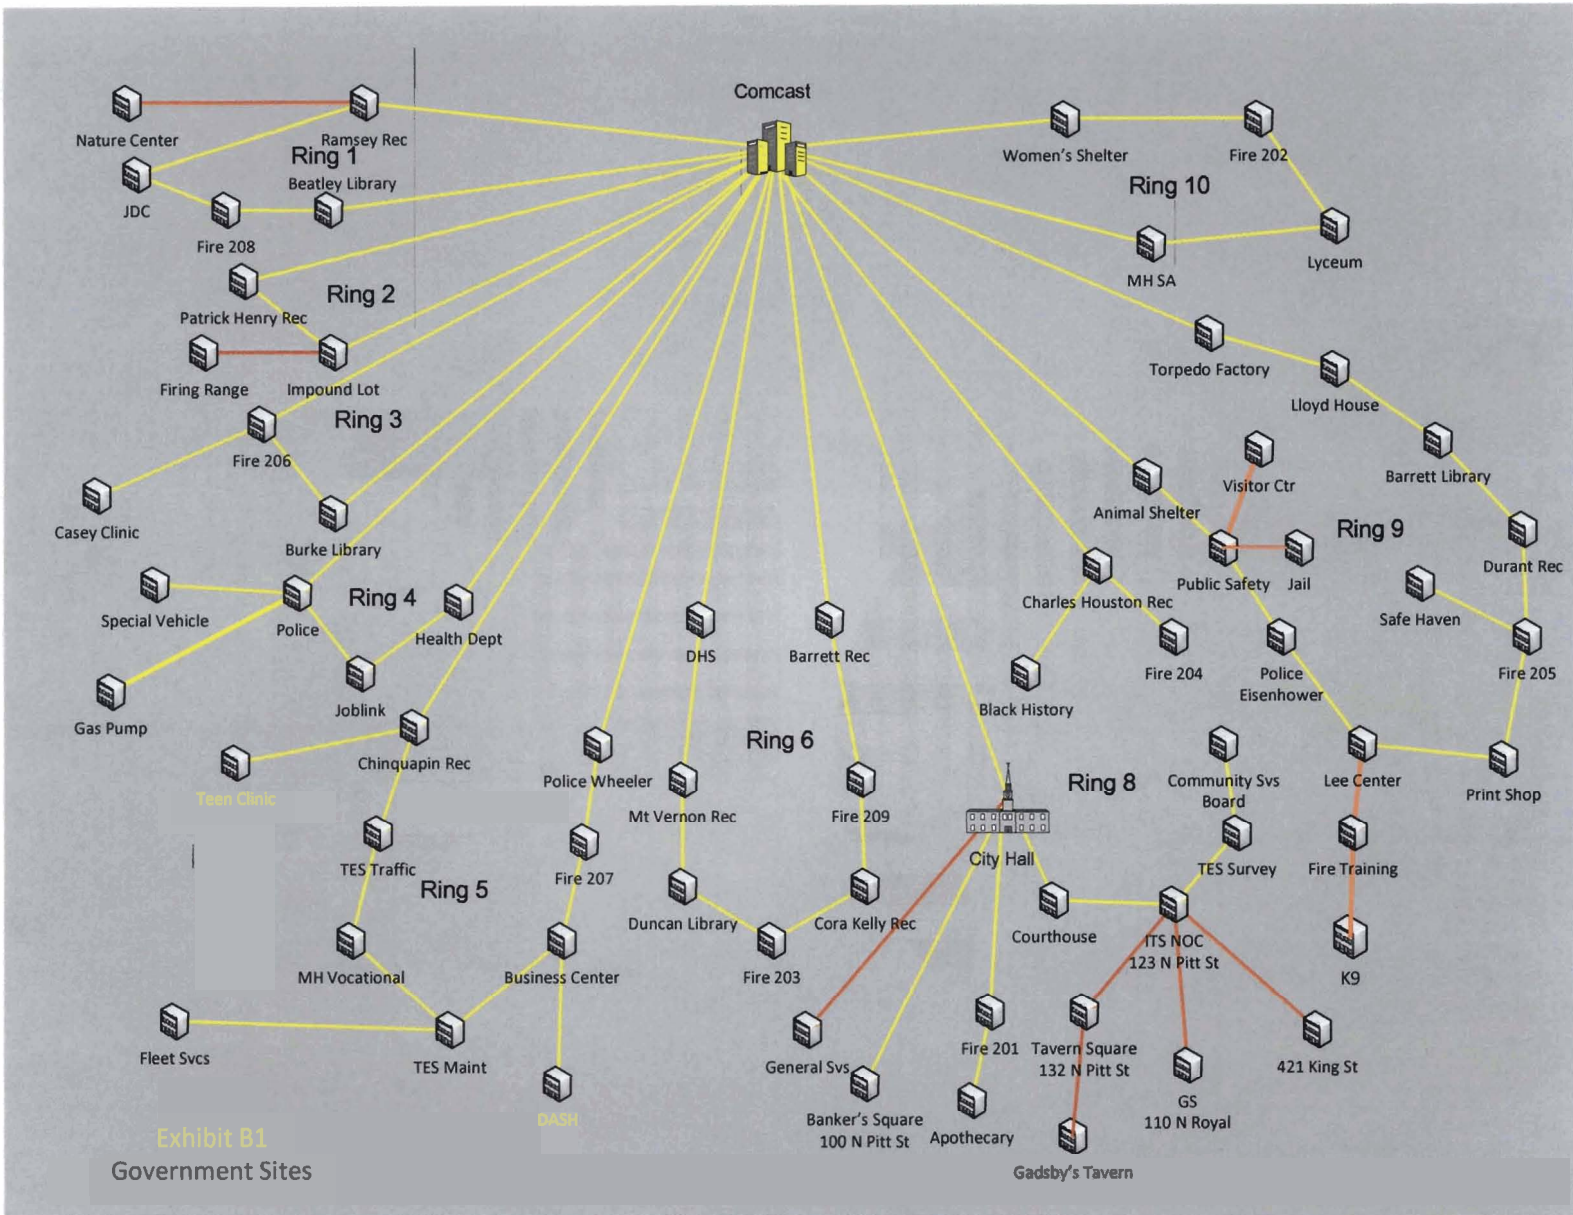 Comcast
Nature Center
Ramsey Rec
Ring 1
Beatley Library
JDC
Fire 208
Women's Shelter
Fire 202
Ring 10
MH SA
Lyceum
Patrick Henry Rec
Ring 2
Firing Range
Impound Lot
Ring 3
Fire 206
Casey Clinic
Burke Library
Torpedo Factory
Lloyd House
Barrett Library
Visitor Ctr
Animal Shelter
Ring 9
Durant Rec
Public Safety
Jail
Safe Haven
Fire 205
Special Vehicle
Police
Ring 4
Health Dept
Gas Pump
Joblink
DHS
Barrett Rec
Charles Houston Rec
Fire 204
Black History
Police
Eisenhower
Teen Clinic
Chinquapin Rec
Police Wheeler
Ring 6
Mt Vernon Rec
Fire 209
Ring 8
Community Svs
Board
Lee Center
Print Shop
City Hall
TES Traffic
Ring 5
Fire 207
TES Survey
Fire Training
Duncan Library
Cora Kelly Rec
Fire 203
Courthouse
ITS NOC
123 N Pitt St
K9
MH Vocational
Business Center
Fleet Svcs
TES Maint
DASH
General Svs
Banker's Square
100 N Pitt St
Fire 201
Apothecary
Tavern Square
132 N Pitt St
GS
110 N Royal
421 King St
Gadsby's Tavern
Exhibit B1
Government Sites